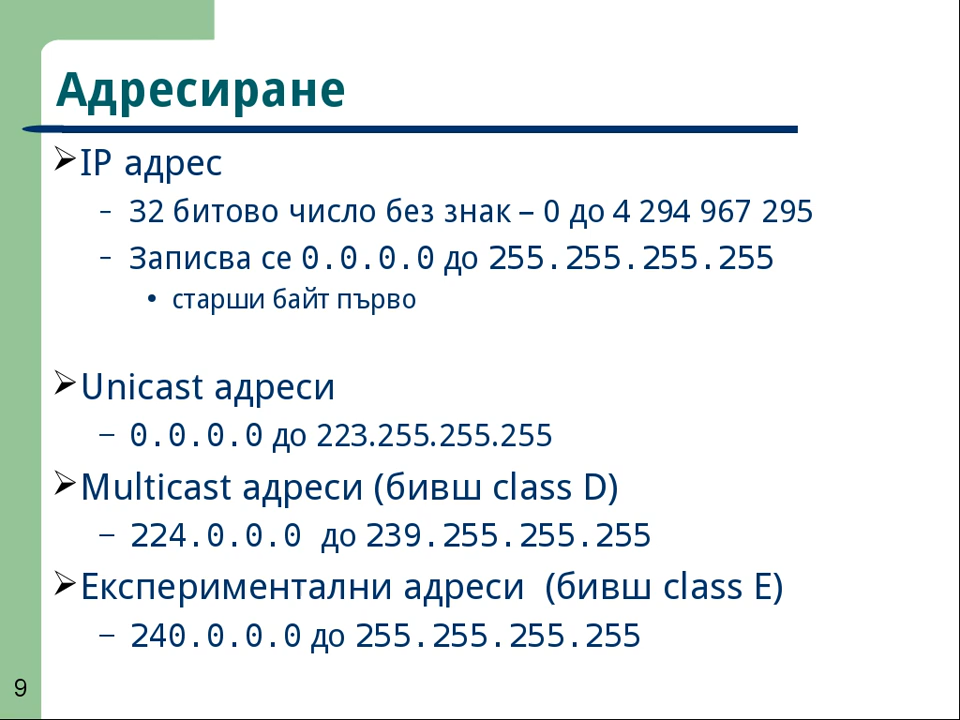 Адресиране
➢IP адрес
– 32 битово число без знак – 0 до 4 294 967 295
– Записва се 0.0.0.0 до 255.255.255.255
• старши байт първо
➢Unicast адреси
– 0.0.0.0 до 223.255.255.255
➢Multicast адреси (бивш class D)
– 224.0.0.0 до 239.255.255.255
➢Експериментални адреси (бивш class E)
– 240.0.0.0 до 255.255.255.255
9